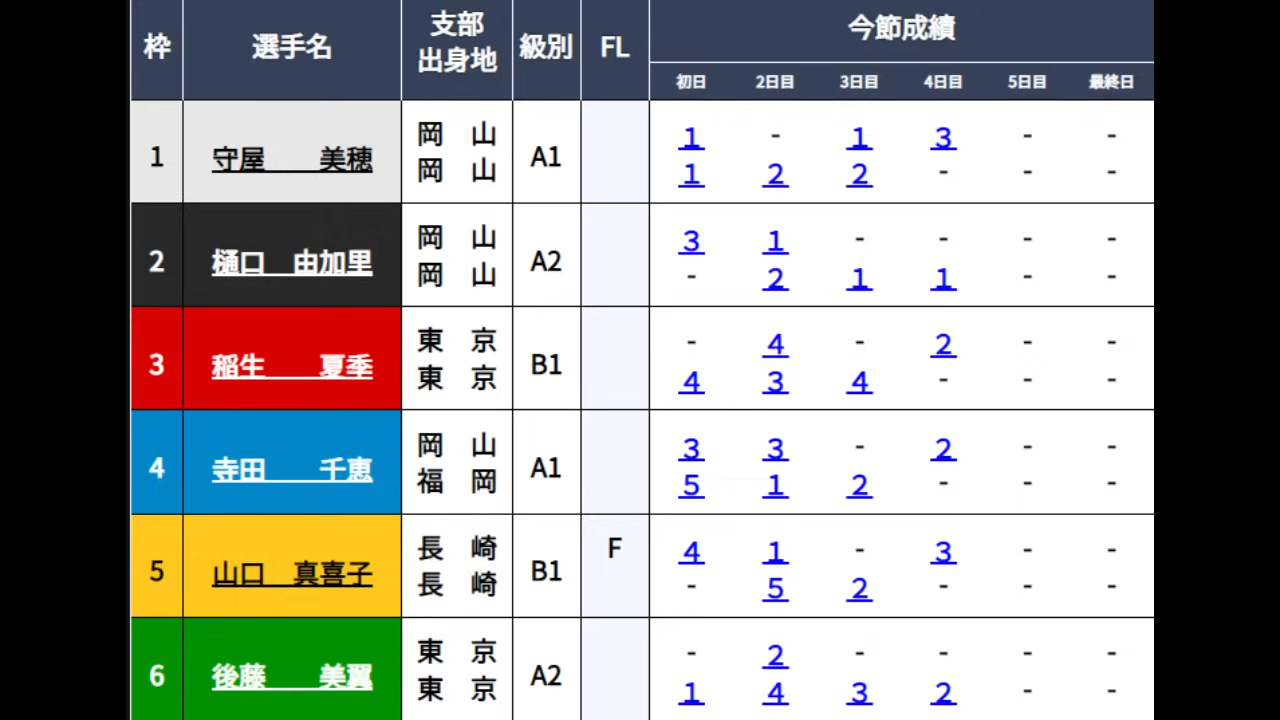 枠 選手名 支部 出身地 級別 FL 今節成績
初日 2日目 3日目 4日目 5日目 最終日
1 守屋 美穂 岡 山 A1 1 - 1 3 - -
岡 山 1 2 2 - - -
2 樋口 由加里 岡 山 A2 3 1 - - - -
岡 山 - 2 1 1 - -
3 稲生 夏季 東 京 B1 - 4 - 2 - -
東 京 4 3 4 - - -
4 寺田 千恵 岡 山 A1 3 3 - 2 - -
福 岡 5 1 2 - - -
5 山口 真喜子 長 崎 B1 F 4 1 - 3 - -
長 崎 - 5 2 - - -
6 後藤 美翼 東 京 A2 - 2 - - - -
東 京 1 4 3 2 - -